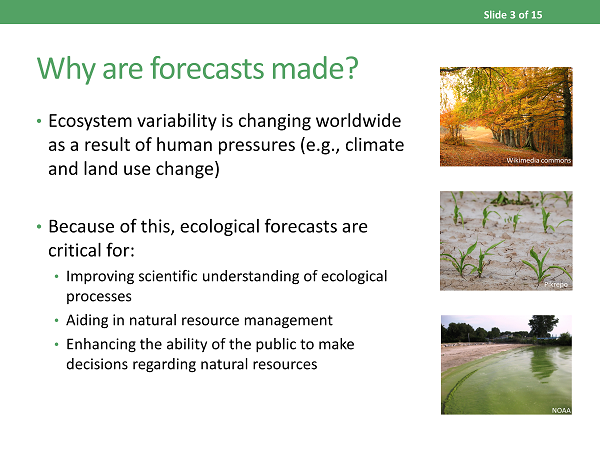 Slide 3 of 15
Why are forecasts made?
• Ecosystem variability is changing worldwide
as a result of human pressures (e.g., climate
and land use change)
• Because of this, ecological forecasts are
critical for:
• Improving scientific understanding of ecological
processes
• Aiding in natural resource management
• Enhancing the ability of the public to make
decisions regarding natural resources
Wikimedia commons
Pixrepo
NOAA